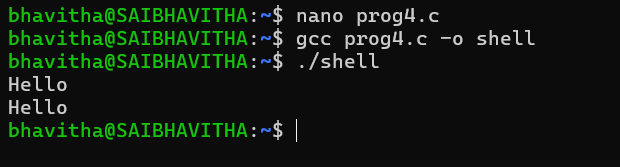 bhavitha@SAIBHAVITHA:~$ nano prog4.c
bhavitha@SAIBHAVITHA:~$ gcc prog4.c -o shell
bhavitha@SAIBHAVITHA:~$ ./shell
Hello
Hello
bhavitha@SAIBHAVITHA:~$